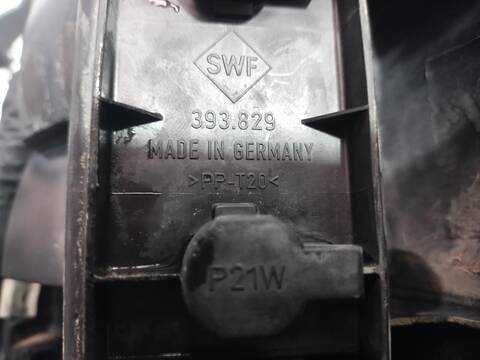 SWF
393.829
MADE IN GERMANY
>PP-T20<
P21W